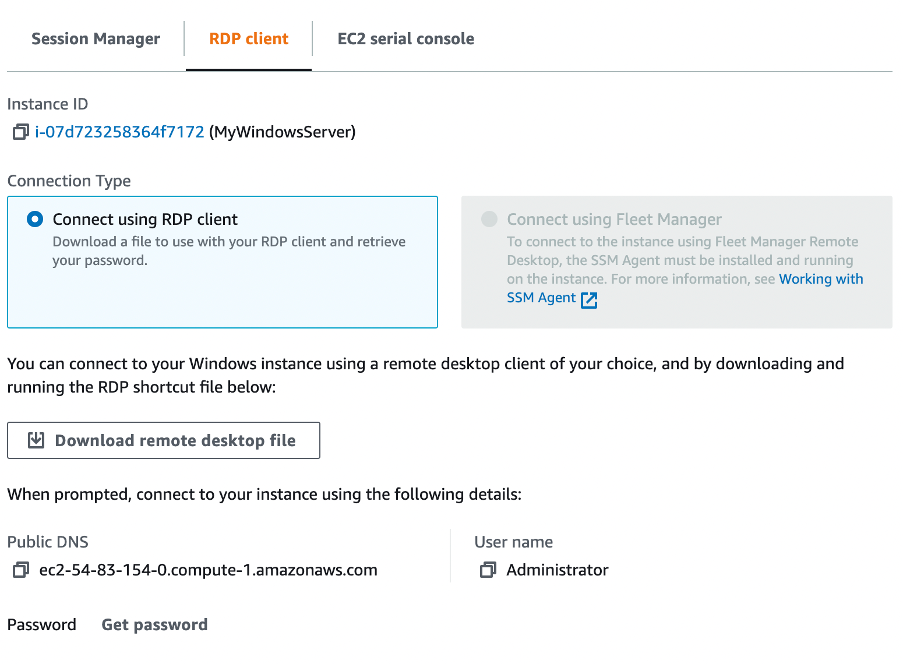 Session Manager
RDP client
EC2 serial console
Instance ID
i-07d723258364f7172 (MyWindowsServer)
Connection Type
Connect using RDP client
Download a file to use with your RDP client and retrieve
your password.
Connect using Fleet Manager
To connect to the instance using Fleet Manager Remote
Desktop, the SSM Agent must be installed and running
on the instance. For more information, see Working with
SSM Agent
You can connect to your Windows instance using a remote desktop client of your choice, and by downloading and
running the RDP shortcut file below:
Download remote desktop file
When prompted, connect to your instance using the following details:
Public DNS
ec2-54-83-154-0.compute-1.amazonaws.com
User name
Administrator
Password Get password